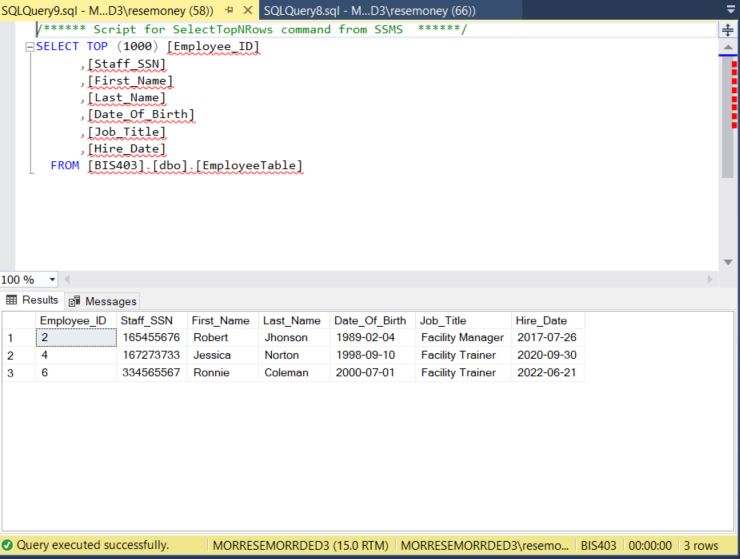 SQLQuery9.sql - M...D3\resemoney (58)) SQLQuery8.sql - M...D3\resemoney (66))
/****** Script for SelectTopNRows command from SSMS ******/
SELECT TOP (1000) [Employee_ID]
,[Staff_SSN]
,[First_Name]
,[Last_Name]
,[Date_Of_Birth]
,[Job_Title]
,[Hire_Date]
FROM [BIS403].[dbo].[EmployeeTable]
100 %
Results Messages
Employee_ID Staff_SSN First_Name Last_Name Date_Of_Birth Job_Title Hire_Date
1 2 165455676 Robert Jhonson 1989-02-04 Facility Manager 2017-07-26
2 4 167273733 Jessica Norton 1998-09-10 Facility Trainer 2020-09-30
3 6 334565567 Ronnie Coleman 2000-07-01 Facility Trainer 2022-06-21
Query executed successfully. MORRESEMORRDED3 (15.0 RTM) MORRESEMORRDED3\resemo... BIS403 00:00:00 3 rows